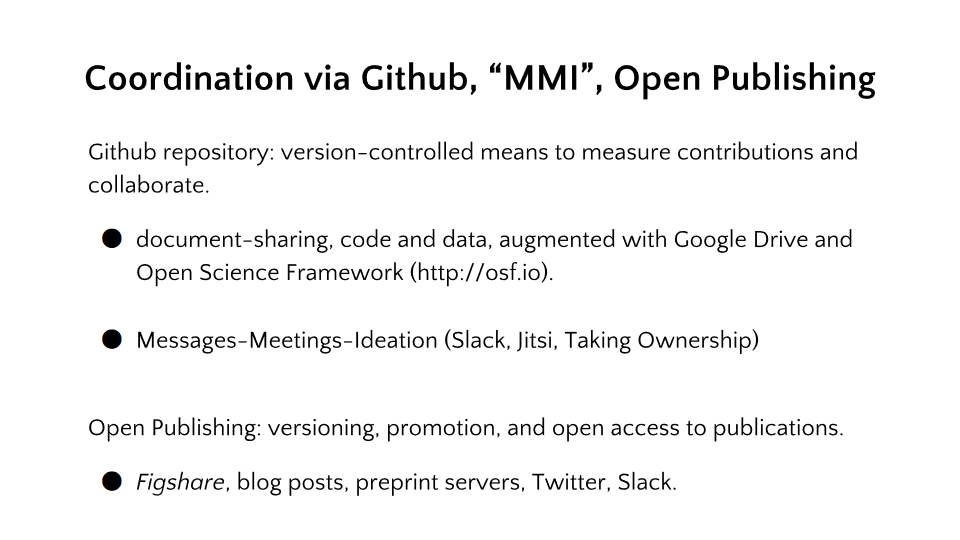 Coordination via Github, “MMI”, Open Publishing
Github repository: version-controlled means to measure contributions and
collaborate.
● document-sharing, code and data, augmented with Google Drive and
Open Science Framework (http://osf.io).
● Messages-Meetings-Ideation (Slack, Jitsi, Taking Ownership)
Open Publishing: versioning, promotion, and open access to publications.
● Figshare, blog posts, preprint servers, Twitter, Slack.